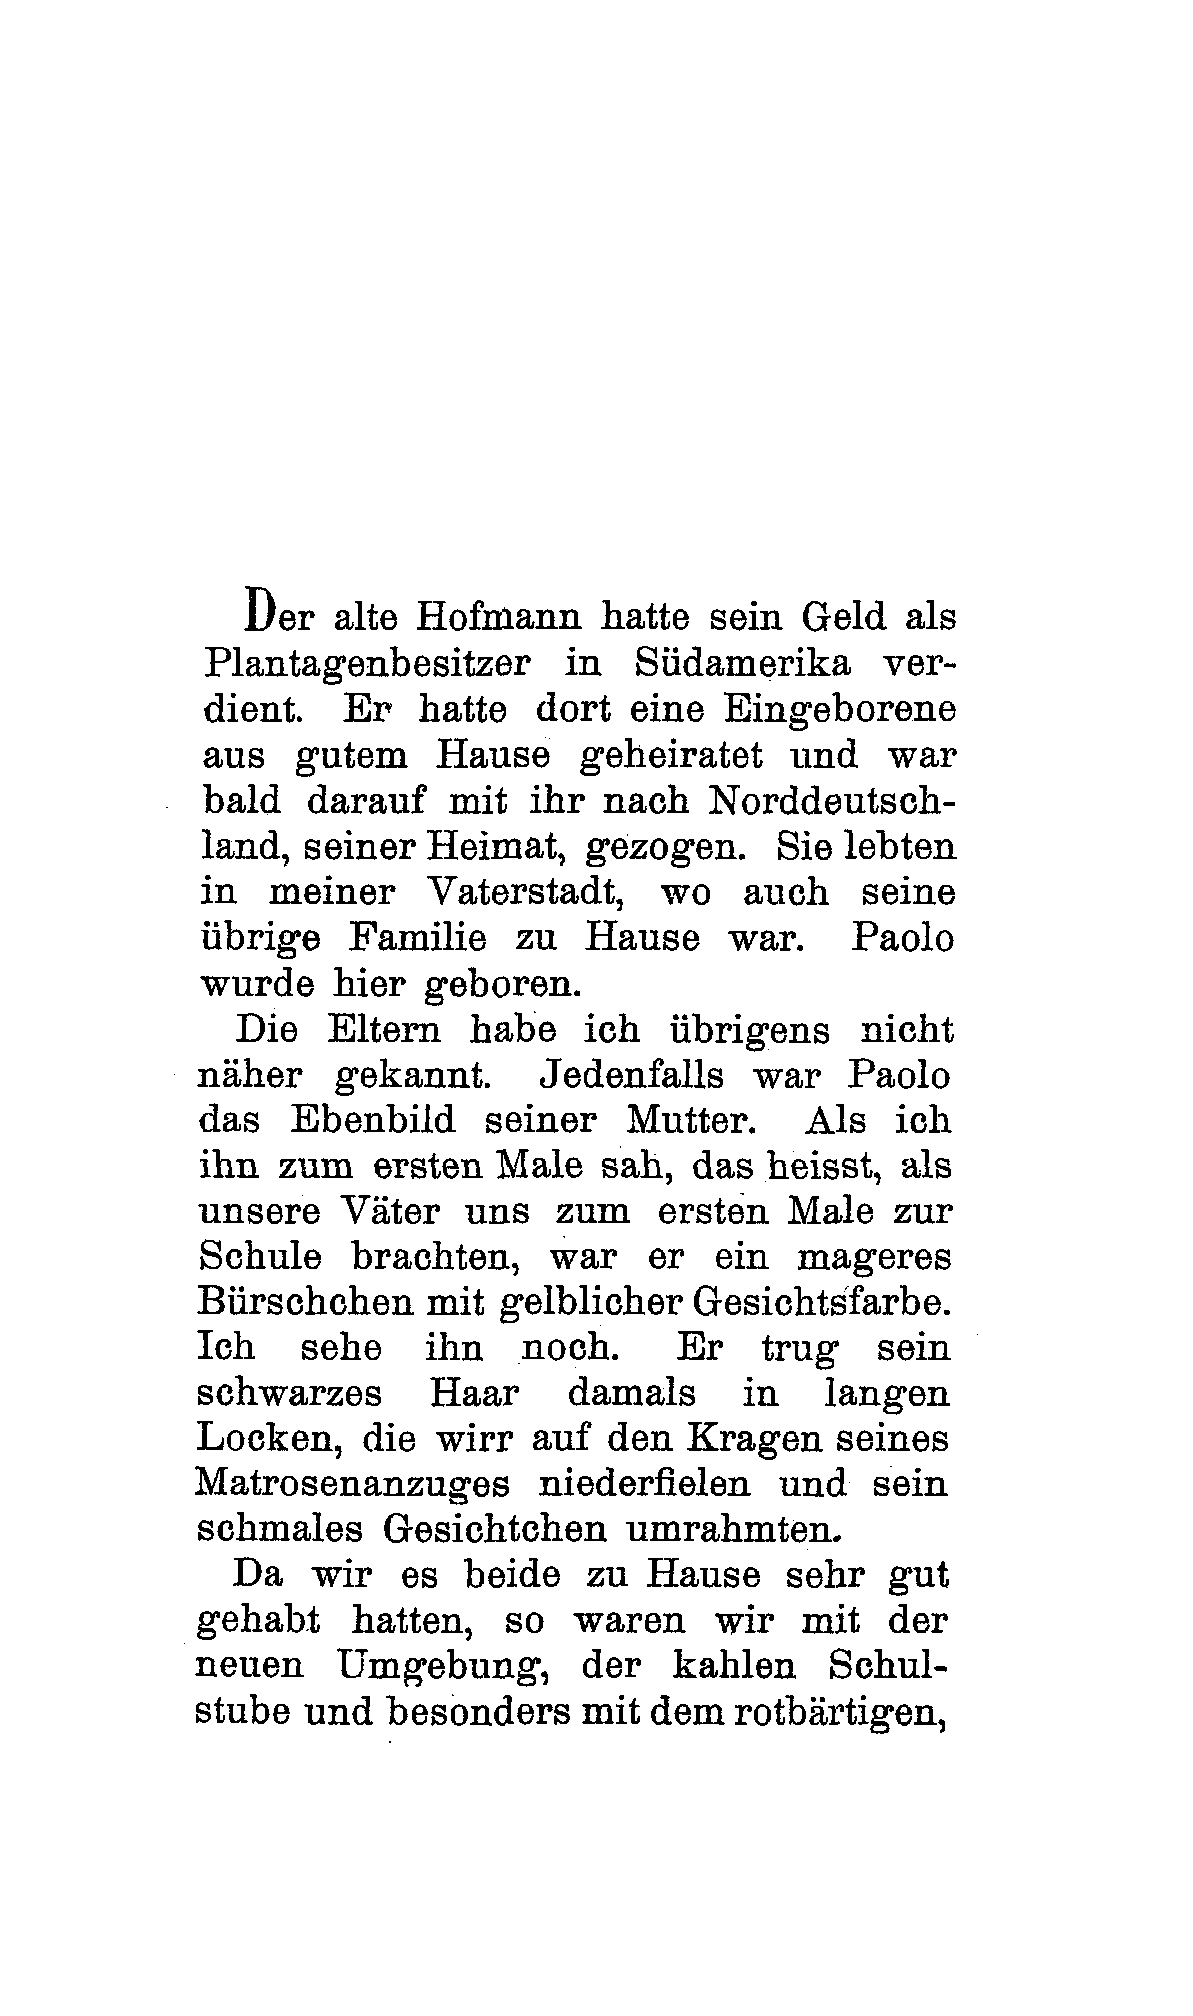 Der alte Hofmann hatte sein Geld als
Plantagenbesitzer in Südamerika ver-
dient. Er hatte dort eine Eingeborene
aus gutem Hause geheiratet und war
bald darauf mit ihr nach Norddeutsch-
land, seiner Heimat, gezogen. Sie lebten
in meiner Vaterstadt, wo auch seine
übrige Familie zu Hause war. Paolo
wurde hier geboren.
Die Eltern habe ich übrigens nicht
näher gekannt. Jedenfalls war Paolo
das Ebenbild seiner Mutter. Als ich
ihn zum ersten Male sah, das heisst, als
unsere Väter uns zum ersten Male zur
Schule brachten, war er ein mageres
Bürschchen mit gelblicher Gesichtsfarbe.
Ich sehe ihn noch. Er trug sein
schwarzes Haar damals in langen
Locken, die wirr auf den Kragen seines
Matrosenanzuges niederfielen und sein
schmales Gesichtchen umrahmten.
Da wir es beide zu Hause sehr gut
gehabt hatten, so waren wir mit der
neuen Umgebung, der kahlen Schul-
stube und besonders mit dem rotbärtigen,